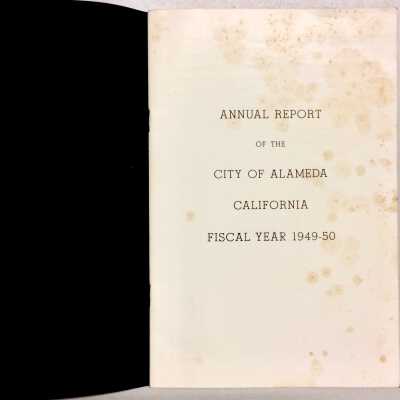 ANNUAL REPORT
OF THE
CITY OF ALAMEDA
CALIFORNIA
FISCAL YEAR 1949-50